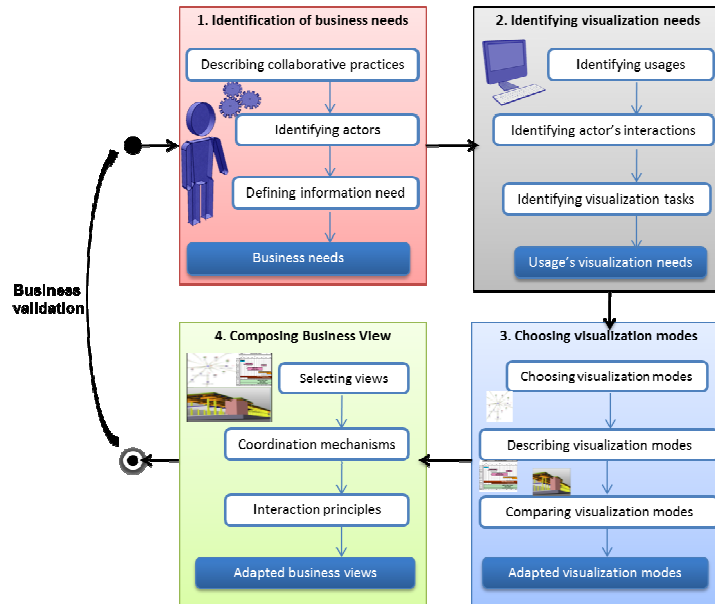 1. Identification of business needs
Describing collaborative practices
Identifying actors
Defining information need
Business needs
2. Identifying visualization needs
Identifying usages
Identifying actor's interactions
Identifying visualization tasks
Usage's visualization needs
Business
validation
4. Composing Business View
Selecting views
Coordination mechanisms
Interaction principles
Adapted business views
3. Choosing visualization modes
Choosing visualization modes
Describing visualization modes
Comparing visualization modes
Adapted visualization modes